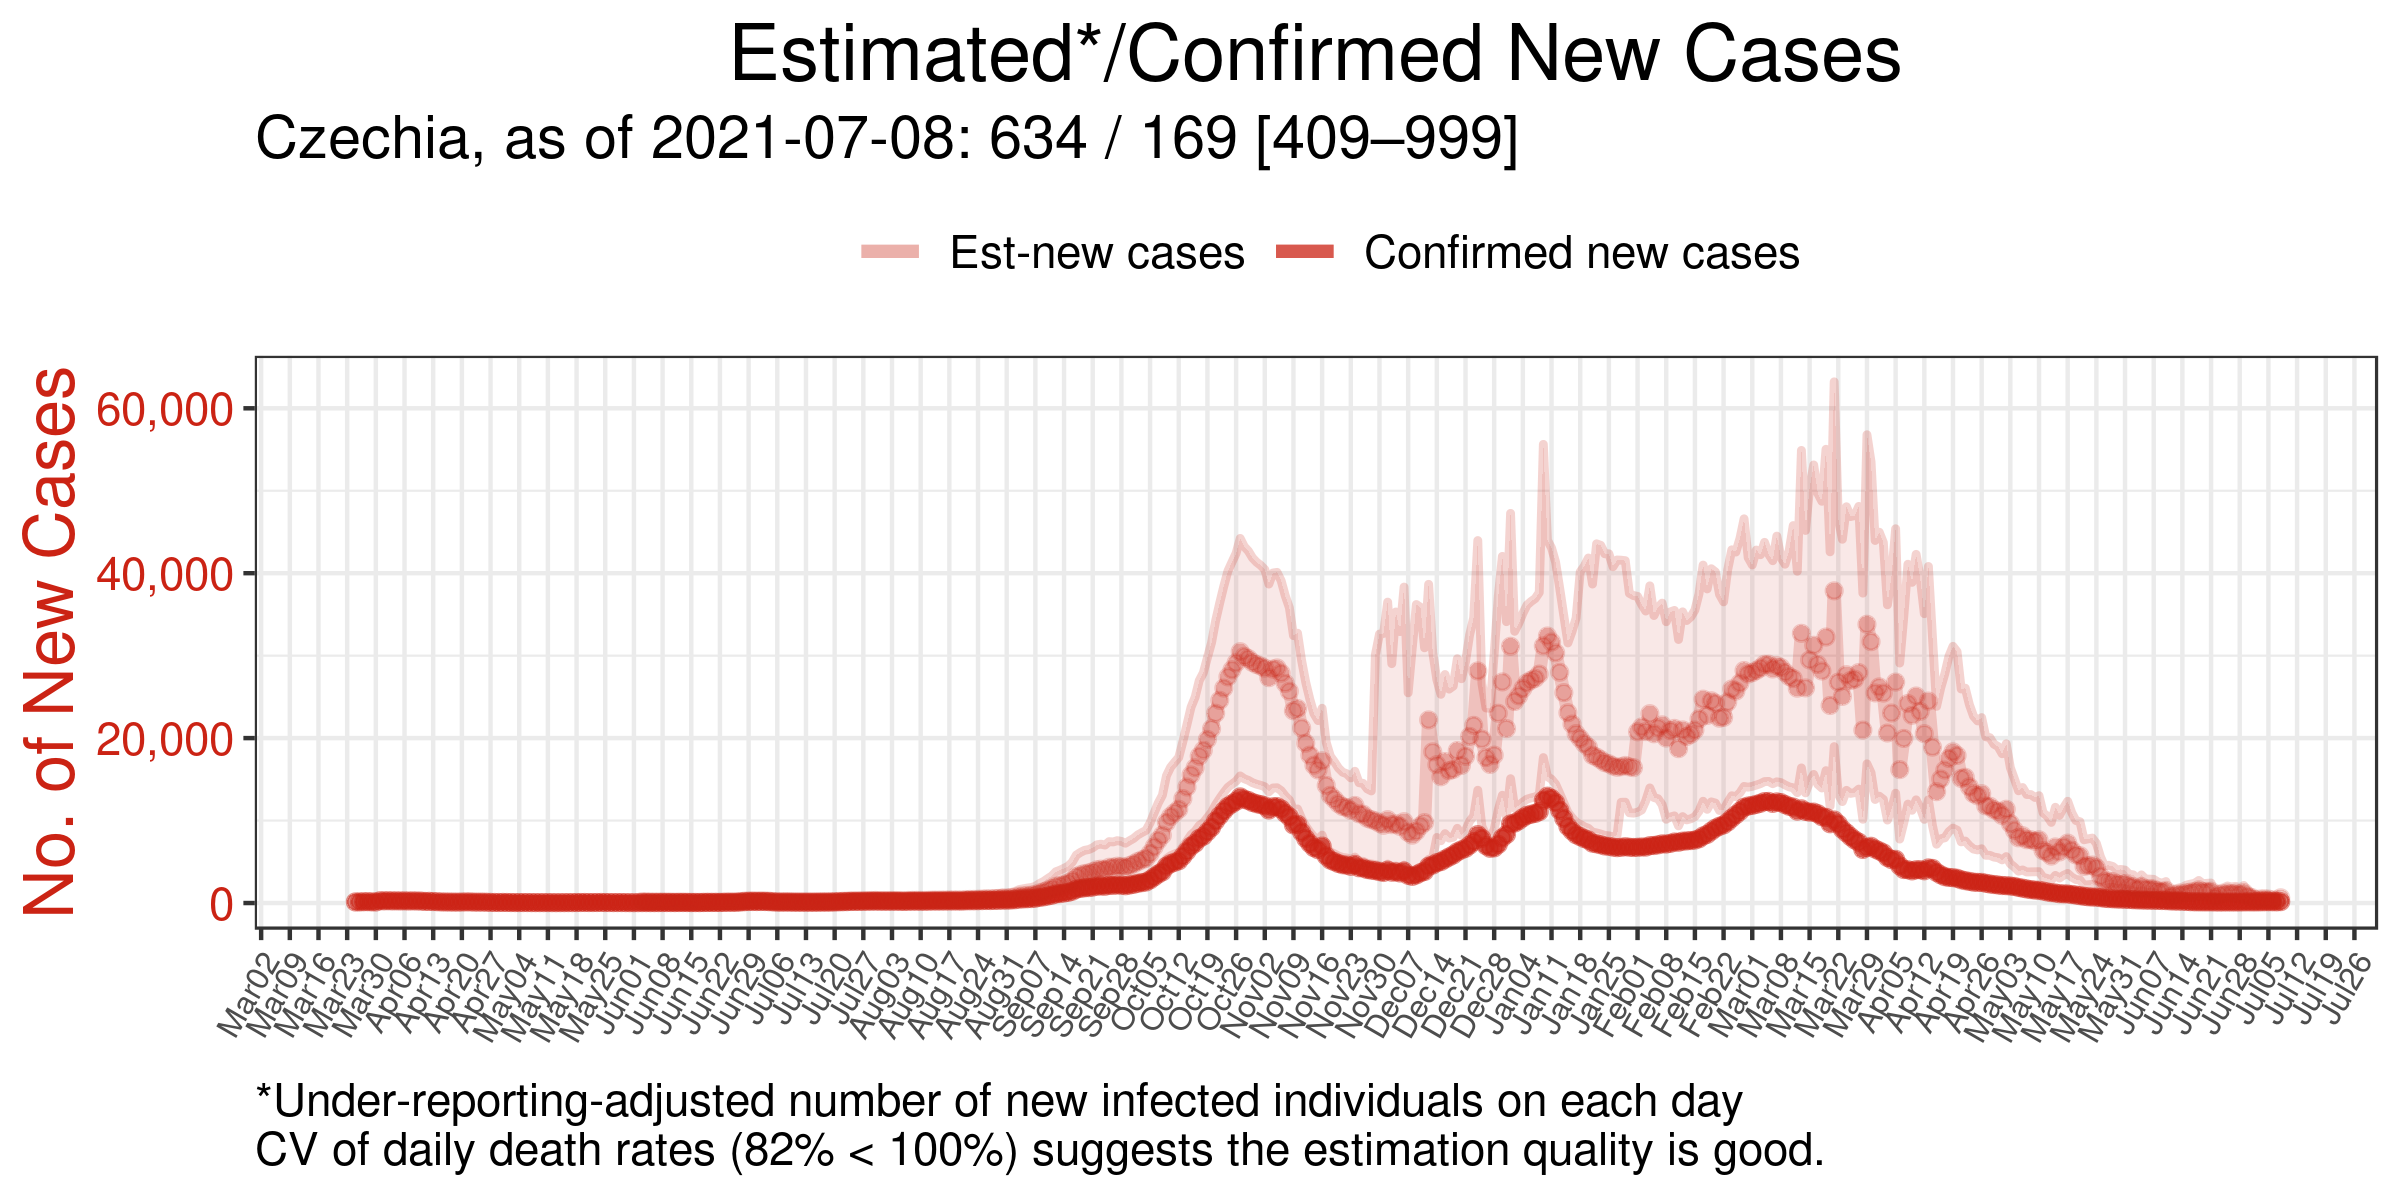 Estimated*/Confirmed New Cases
Czechia, as of 2021-07-08: 634 / 169 [409–999]
Est-new cases
Confirmed new cases
No. of New Cases
60,000
40,000
20,000
0
Mar02
Mar09
Mar16
Mar23
Mar30
Apr06
Apr13
Apr20
Apr27
May04
May11
May18
May25
Jun01
Jun08
Jun15
Jun22
Jun29
Jul06
Jul13
Jul20
Jul27
Aug03
Aug10
Aug17
Aug24
Aug31
Sep07
Sep14
Sep21
Sep28
Oct05
Oct12
Oct19
Oct26
Nov02
Nov09
Nov16
Nov23
Nov30
Dec07
Dec14
Dec21
Dec28
Jan04
Jan11
Jan18
Jan25
Feb01
Feb08
Feb15
Feb22
Mar01
Mar08
Mar15
Mar22
Mar29
Apr05
Apr12
Apr19
Apr26
May03
May10
May17
May24
May31
Jun07
Jun14
Jun21
Jun28
Jul05
Jul12
Jul19
Jul26
*Under-reporting-adjusted number of new infected individuals on each day
CV of daily death rates (82% < 100%) suggests the estimation quality is good.